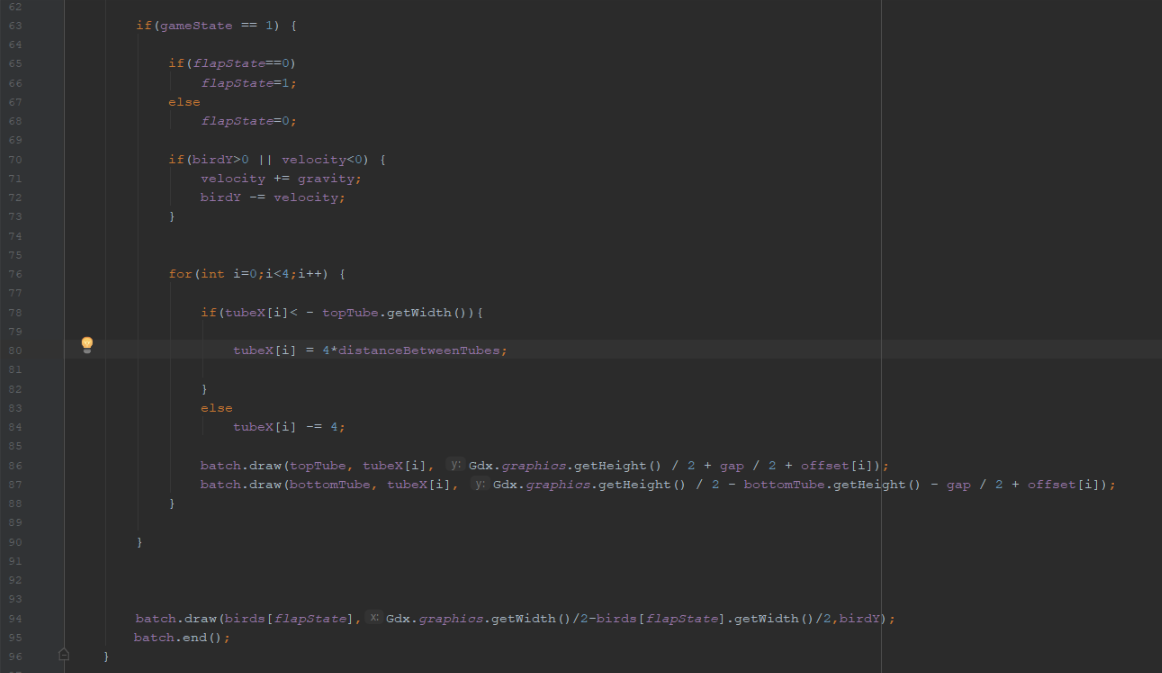 62
63 if(gameState == 1) {
64
65 if(flapState==0)
66 flapState=1;
67 else
68 flapState=0;
69
70 if(birdY>0 || velocity<0) {
71 velocity += gravity;
72 birdY -= velocity;
73 }
74
75
76 for(int i=0;i<4;i++) {
77
78 if(tubeX[i]< - topTube.getWidth()){
79
80 tubeX[i] = 4*distanceBetweenTubes;
81
82 }
83 else
84 tubeX[i] -= 4;
85
86 batch.draw(topTube, tubeX[i], y: Gdx.graphics.getHeight() / 2 + gap / 2 + offset[i]);
87 batch.draw(bottomTube, tubeX[i], y: Gdx.graphics.getHeight() / 2 - bottomTube.getHeight() - gap / 2 + offset[i]);
88 }
89
90 }
91
92
93
94 batch.draw(birds[flapState], x: Gdx.graphics.getWidth()/2-birds[flapState].getWidth()/2,birdY);
95 batch.end();
96 }